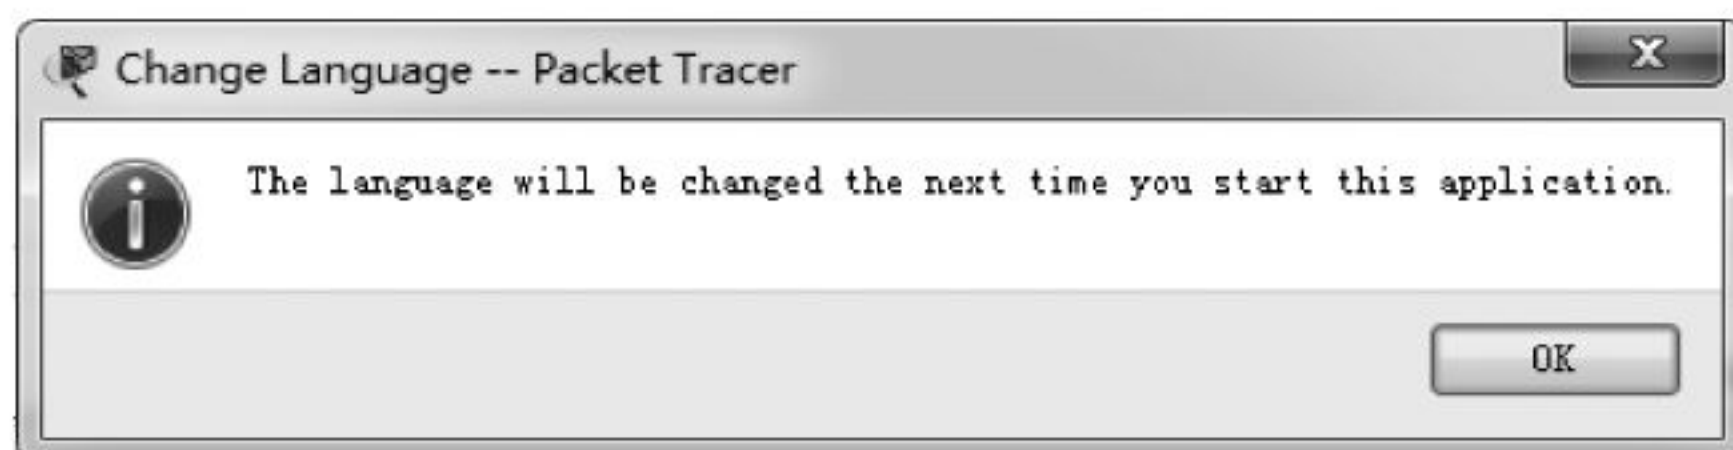 Change Language -- Packet Tracer
The language will be changed the next time you start this application.
OK